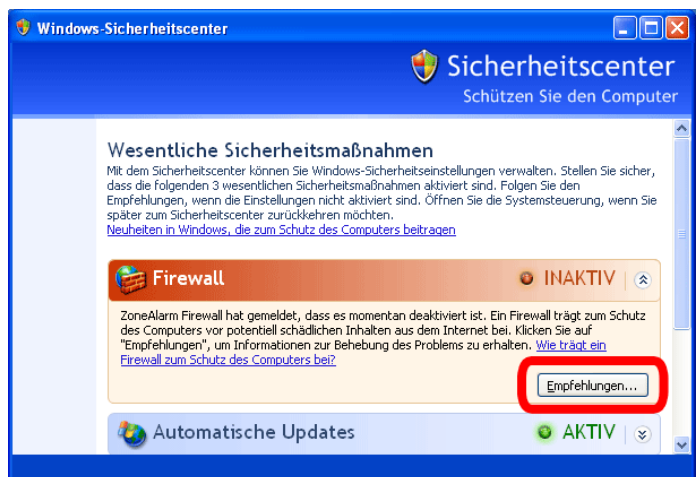 Windows-Sicherheitscenter
Sicherheitscenter
Schützen Sie den Computer
Wesentliche Sicherheitsmaßnahmen
Mit dem Sicherheitscenter können Sie Windows-Sicherheitseinstellungen verwalten. Stellen Sie sicher,
dass die folgenden 3 wesentlichen Sicherheitsmaßnahmen aktiviert sind. Folgen Sie den
Empfehlungen, wenn die Einstellungen nicht aktiviert sind. Öffnen Sie die Systemsteuerung, wenn Sie
später zum Sicherheitscenter zurückkehren möchten.
Neuheiten in Windows, die zum Schutz des Computers beitragen
Firewall INAKTIV
ZoneAlarm Firewall hat gemeldet, dass es momentan deaktiviert ist. Ein Firewall trägt zum Schutz
des Computers vor potentiell schädlichen Inhalten aus dem Internet bei. Klicken Sie auf
"Empfehlungen", um Informationen zur Behebung des Problems zu erhalten. Wie trägt ein
Firewall zum Schutz des Computers bei?
Empfehlungen...
Automatische Updates AKTIV